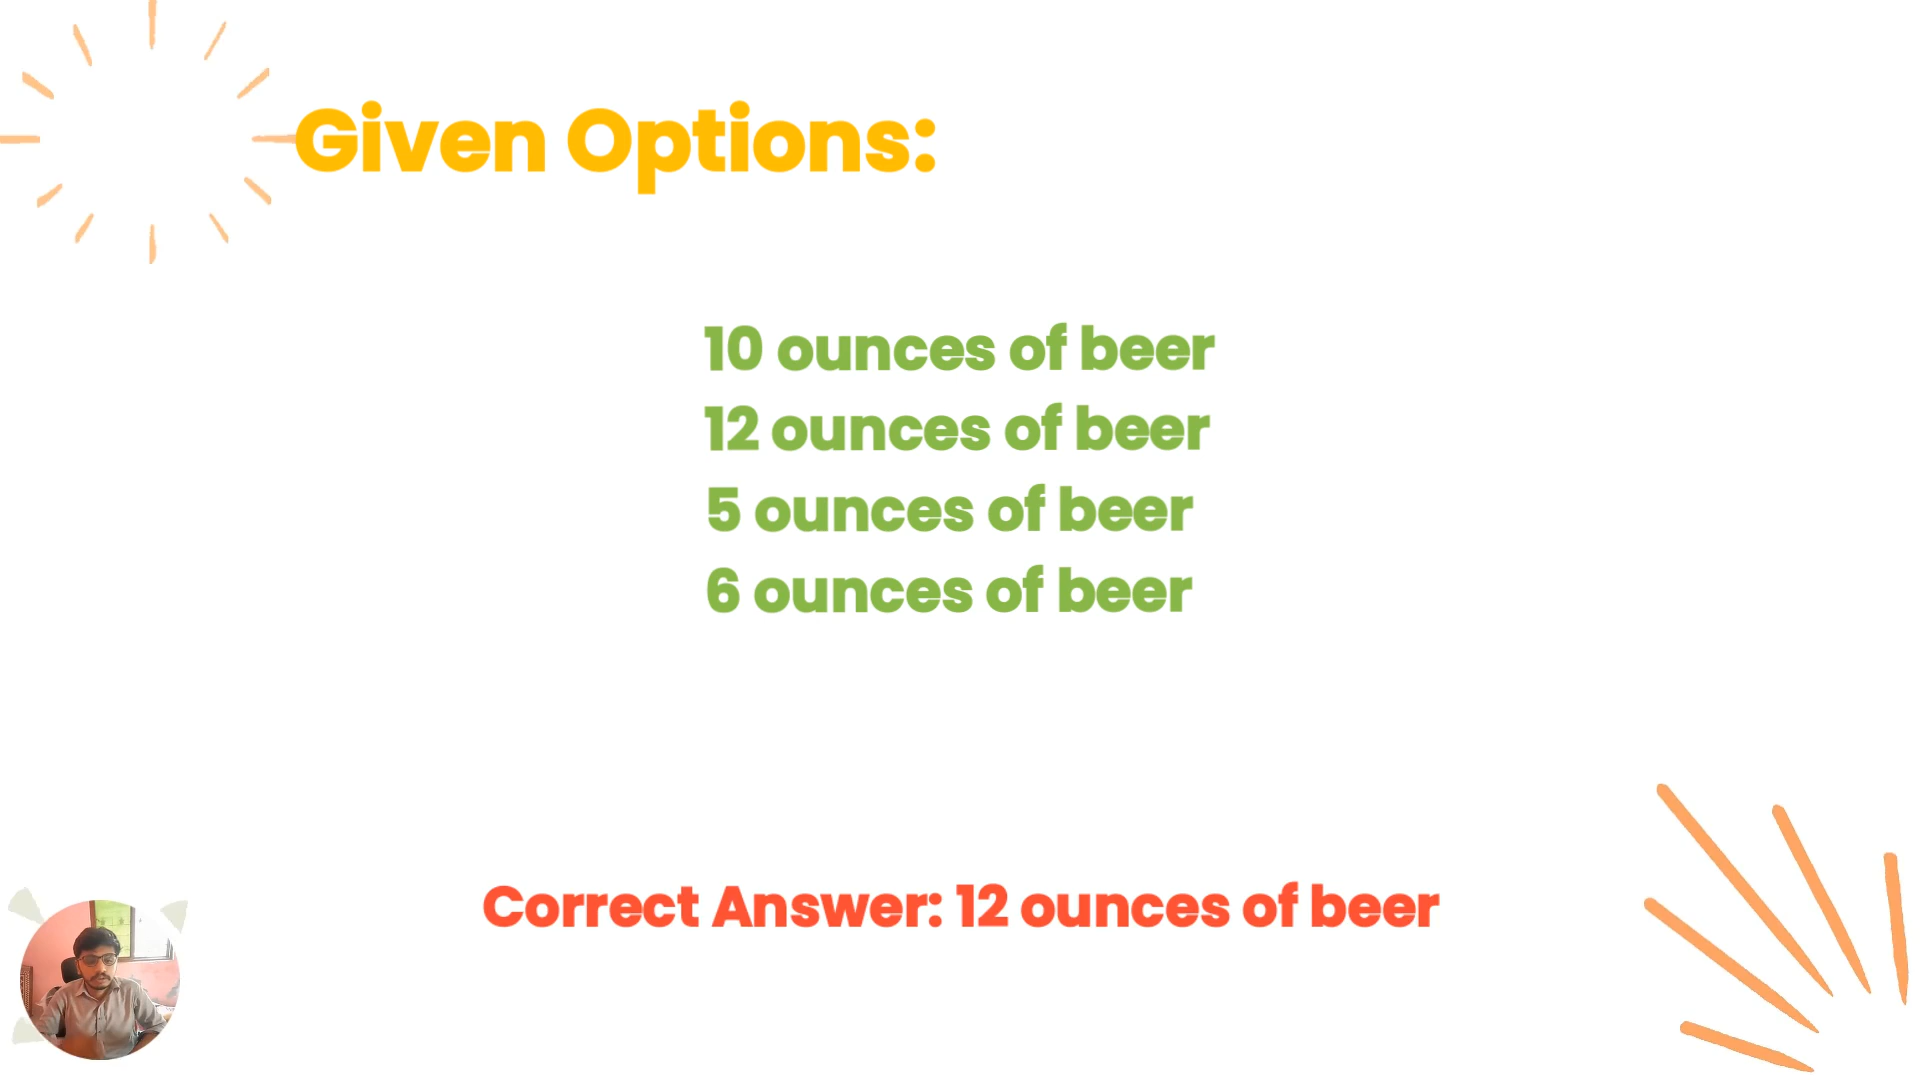 Given Options:
10 ounces of beer
12 ounces of beer
5 ounces of beer
6 ounces of beer
Correct Answer: 12 ounces of beer